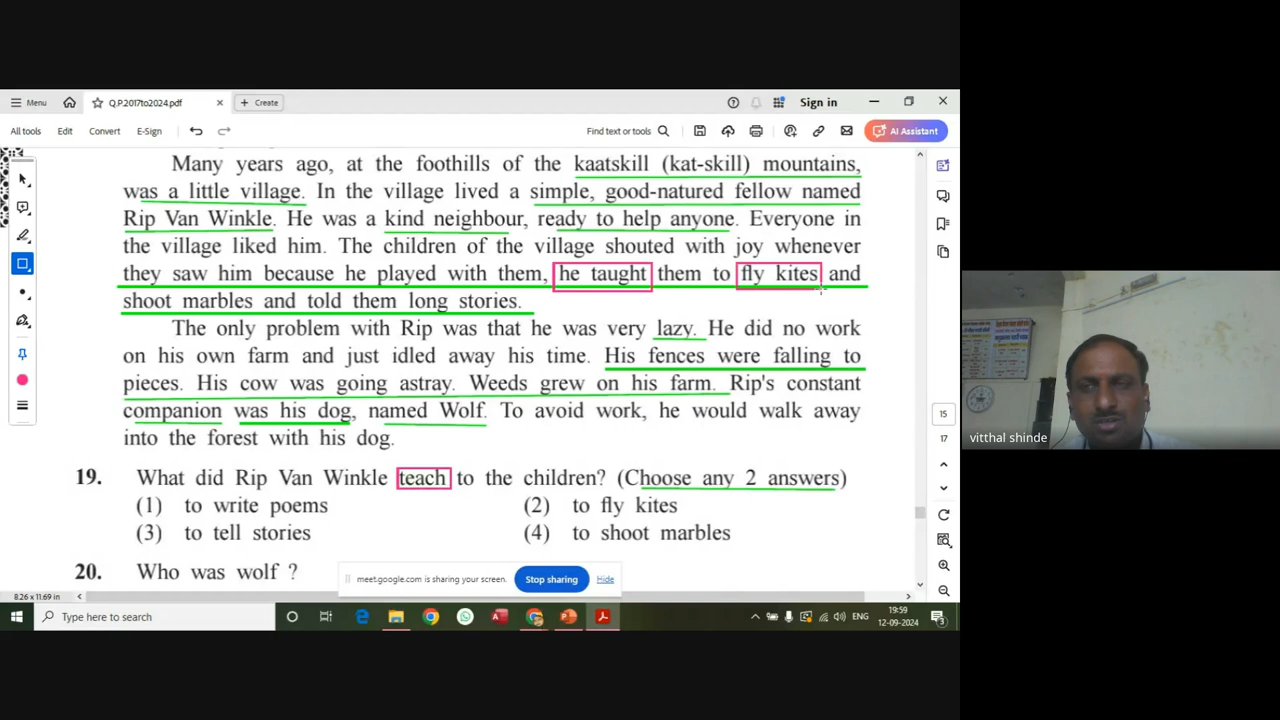 Menu Q.P.2017to2024.pdf × + Create Sign in
All tools Edit Convert E-Sign Find text or tools AI Assistant
Many years ago, at the foothills of the kaatskill (kat-skill) mountains,
was a little village. In the village lived a simple, good-natured fellow named
Rip Van Winkle. He was a kind neighbour, ready to help anyone. Everyone in
the village liked him. The children of the village shouted with joy whenever
they saw him because he played with them, he taught them to fly kites and
shoot marbles and told them long stories.
The only problem with Rip was that he was very lazy. He did no work
on his own farm and just idled away his time. His fences were falling to
pieces. His cow was going astray. Weeds grew on his farm. Rip's constant
companion was his dog, named Wolf. To avoid work, he would walk away
into the forest with his dog.
19. What did Rip Van Winkle teach to the children? (Choose any 2 answers)
(1) to write poems (2) to fly kites
(3) to tell stories (4) to shoot marbles
20. Who was wolf ?
15
17
meet.google.com is sharing your screen. Stop sharing Hide
8.26 x 11.69 in
Type here to search
ENG
19:59
12-09-2024
3
vitthal shinde